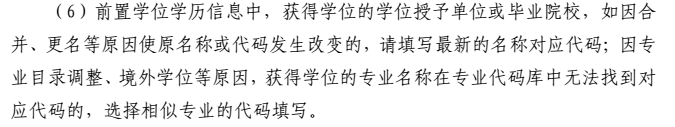 （6）前置学位学历信息中，获得学位的学位授予单位或毕业院校，如因合
并、更名等原因使原名称或代码发生改变的，请填写最新的名称对应代码；因专
业目录调整、境外学位等原因，获得学位的专业名称在专业代码库中无法找到对
应代码的，选择相似专业的代码填写。